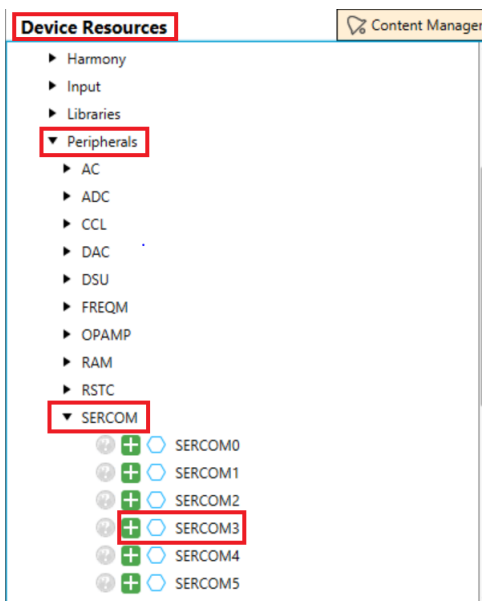 Device Resources
Content Manager
Harmony
Input
Libraries
Peripherals
AC
ADC
CCL
DAC
DSU
FREQM
OPAMP
RAM
RSTC
SERCOM
SERCOM0
SERCOM1
SERCOM2
SERCOM3
SERCOM4
SERCOM5